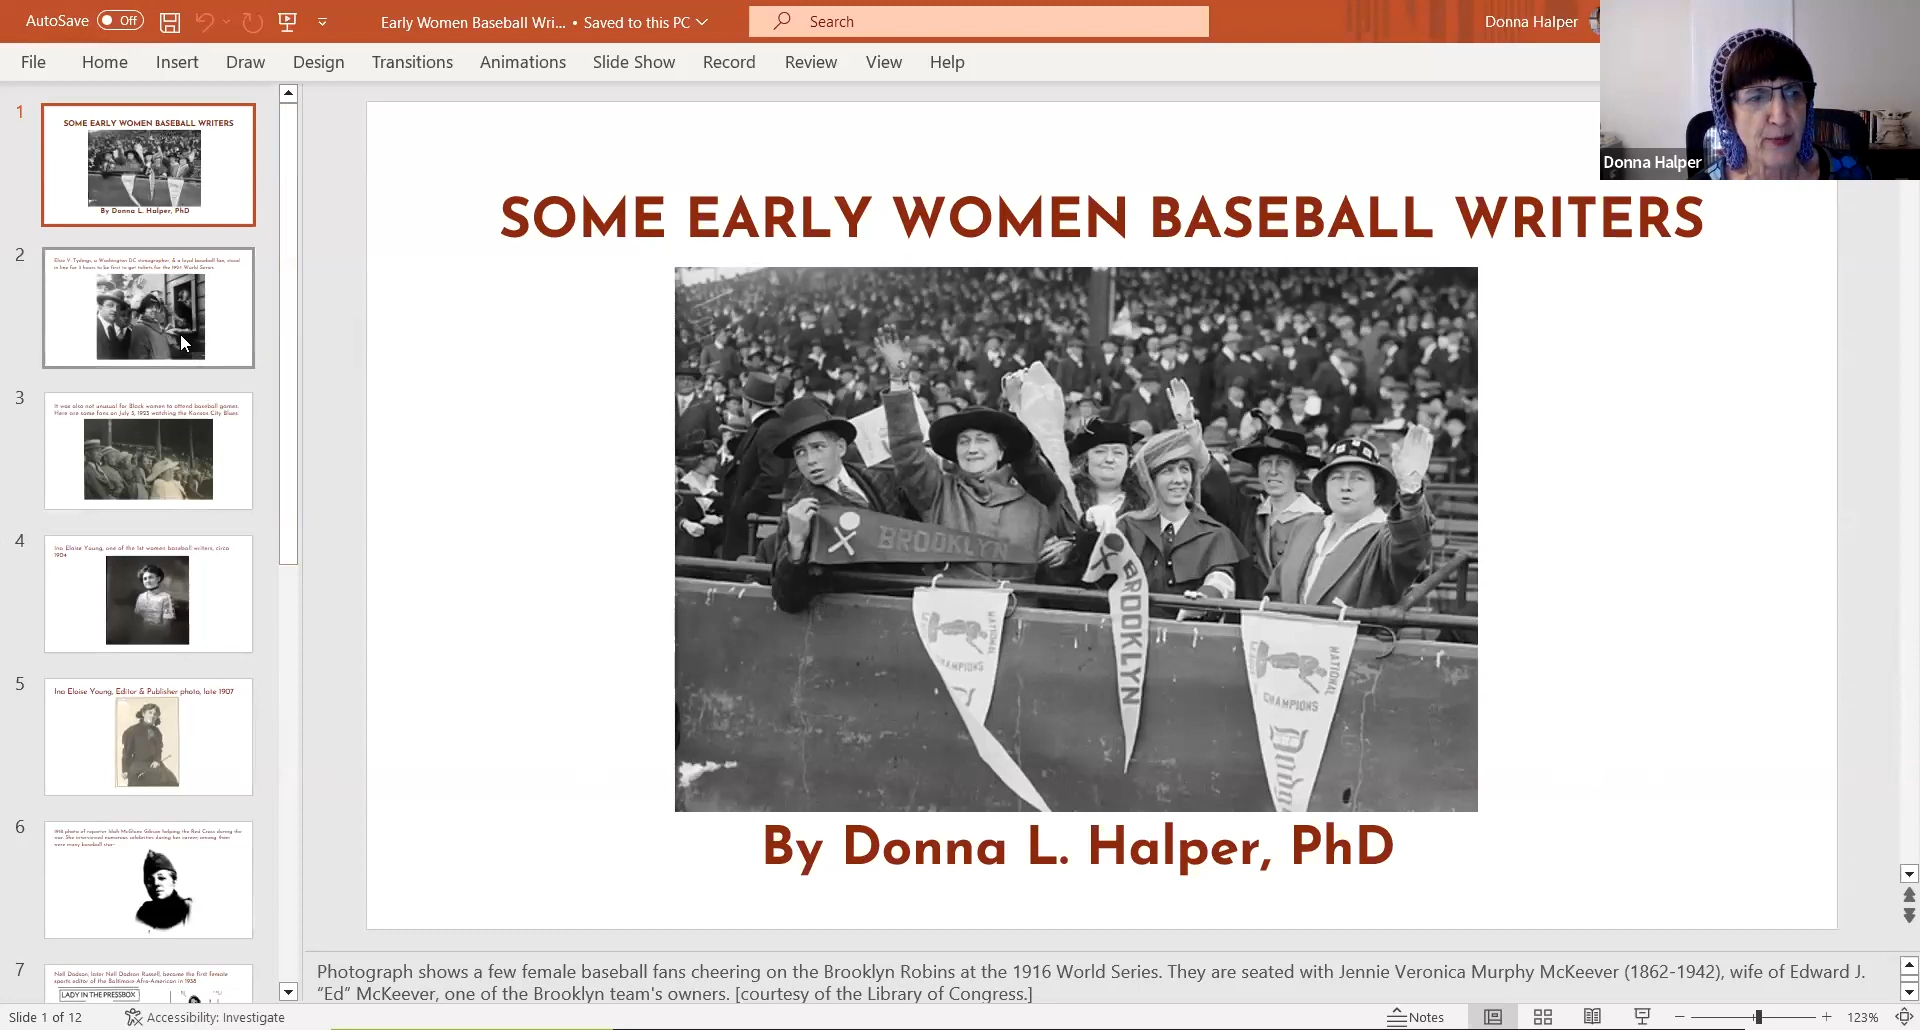 AutoSave Off
Early Women Baseball Wri... • Saved to this PC
Search
Donna Halper
File Home Insert Draw Design Transitions Animations Slide Show Record Review View Help
Donna Halper
1
SOME EARLY WOMEN BASEBALL WRITERS
By Donna L. Halper, PhD
2
Elise V. Tydings, a Washington DC stenographer, & a loyal baseball fan, stood
in line for 3 hours to be first to get tickets for the 1924 World Series.
3
It was also not unusual for Black women to attend baseball games.
Here are some fans on July 3, 1923 watching the Kansas City Blues.
4
Ina Eloise Young, one of the 1st women baseball writers, circa
1904
5
Ina Eloise Young, Editor & Publisher photo, late 1907
6
1918 photo of reporter Idah McGlone Gibson helping the Red Cross during the
war. She interviewed numerous celebrities during her career; among them
were many baseball stars
7
Nell Dodson, later Nell Dodson Russell, became the first female
sports editor of the Baltimore Afro-American in 1938
LADY IN THE PRESSBOX
SOME EARLY WOMEN BASEBALL WRITERS
BROOKLYN
BROOKLYN
NATIONAL
CHAMPIONS
NATIONAL
LEAGUE
CHAMPIONS
By Donna L. Halper, PhD
Photograph shows a few female baseball fans cheering on the Brooklyn Robins at the 1916 World Series. They are seated with Jennie Veronica Murphy McKeever (1862-1942), wife of Edward J.
"Ed" McKeever, one of the Brooklyn team's owners. [courtesy of the Library of Congress.]
Slide 1 of 12
Accessibility: Investigate
Notes
123%